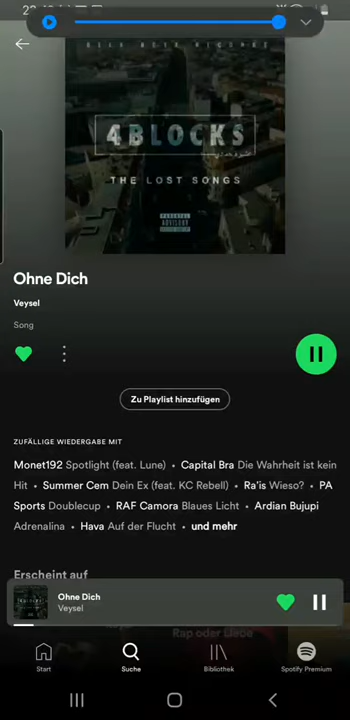 4BLOCKS
THE LOST SONGS
PARENTAL
ADVISORY
Ohne Dich
Veysel
Song
Zu Playlist hinzufügen
ZUFÄLLIGE WIEDERGABE MIT
Monet192 Spotlight (feat. Lune) • Capital Bra Die Wahrheit ist kein
Hit • Summer Cem Dein Ex (feat. KC Rebell) • Ra'is Wieso? • PA
Sports Doublecup • RAF Camora Blaues Licht • Ardian Bujupi
Adrenalina • Hava Auf der Flucht • und mehr
Erscheint auf
Ohne Dich
Veysel
Rap oder Liebe
Start
Suche
Bibliothek
Spotify Premium